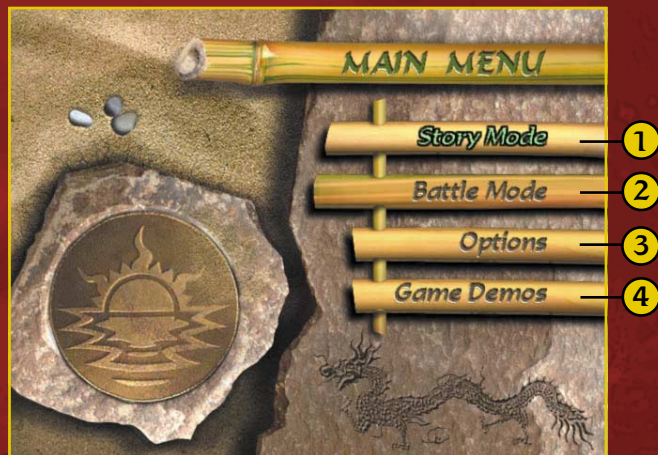 MAIN MENU
Story Mode 1
Battle Mode 2
Options 3
Game Demos 4